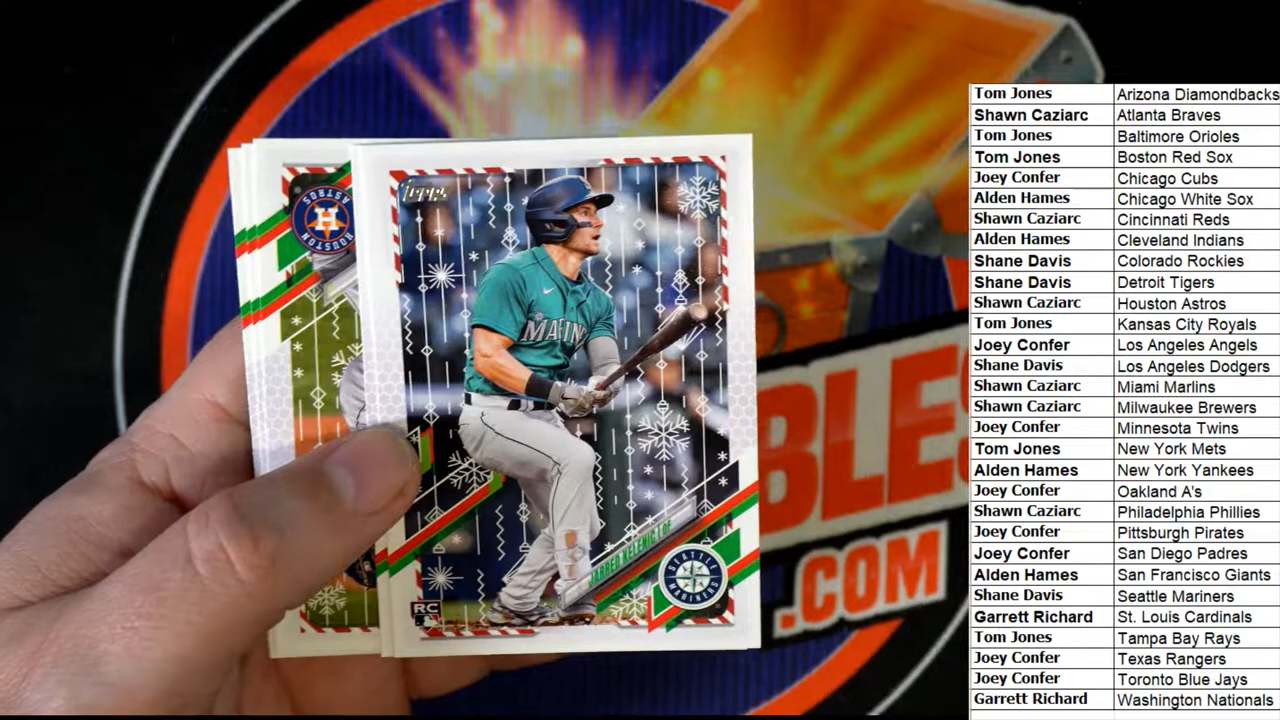 Topps
HOUSTON
ASTROS
H
MARIN
JARRED KELENIC | OF
SEATTLE
MARINERS
RC
BLES
.COM
Tom Jones Arizona Diamondbacks
Shawn Caziarc Atlanta Braves
Tom Jones Baltimore Orioles
Tom Jones Boston Red Sox
Joey Confer Chicago Cubs
Alden Hames Chicago White Sox
Shawn Caziarc Cincinnati Reds
Alden Hames Cleveland Indians
Shane Davis Colorado Rockies
Shane Davis Detroit Tigers
Shawn Caziarc Houston Astros
Tom Jones Kansas City Royals
Joey Confer Los Angeles Angels
Shane Davis Los Angeles Dodgers
Shawn Caziarc Miami Marlins
Shawn Caziarc Milwaukee Brewers
Joey Confer Minnesota Twins
Tom Jones New York Mets
Alden Hames New York Yankees
Joey Confer Oakland A's
Shawn Caziarc Philadelphia Phillies
Joey Confer Pittsburgh Pirates
Joey Confer San Diego Padres
Alden Hames San Francisco Giants
Shane Davis Seattle Mariners
Garrett Richard St. Louis Cardinals
Tom Jones Tampa Bay Rays
Joey Confer Texas Rangers
Joey Confer Toronto Blue Jays
Garrett Richard Washington Nationals